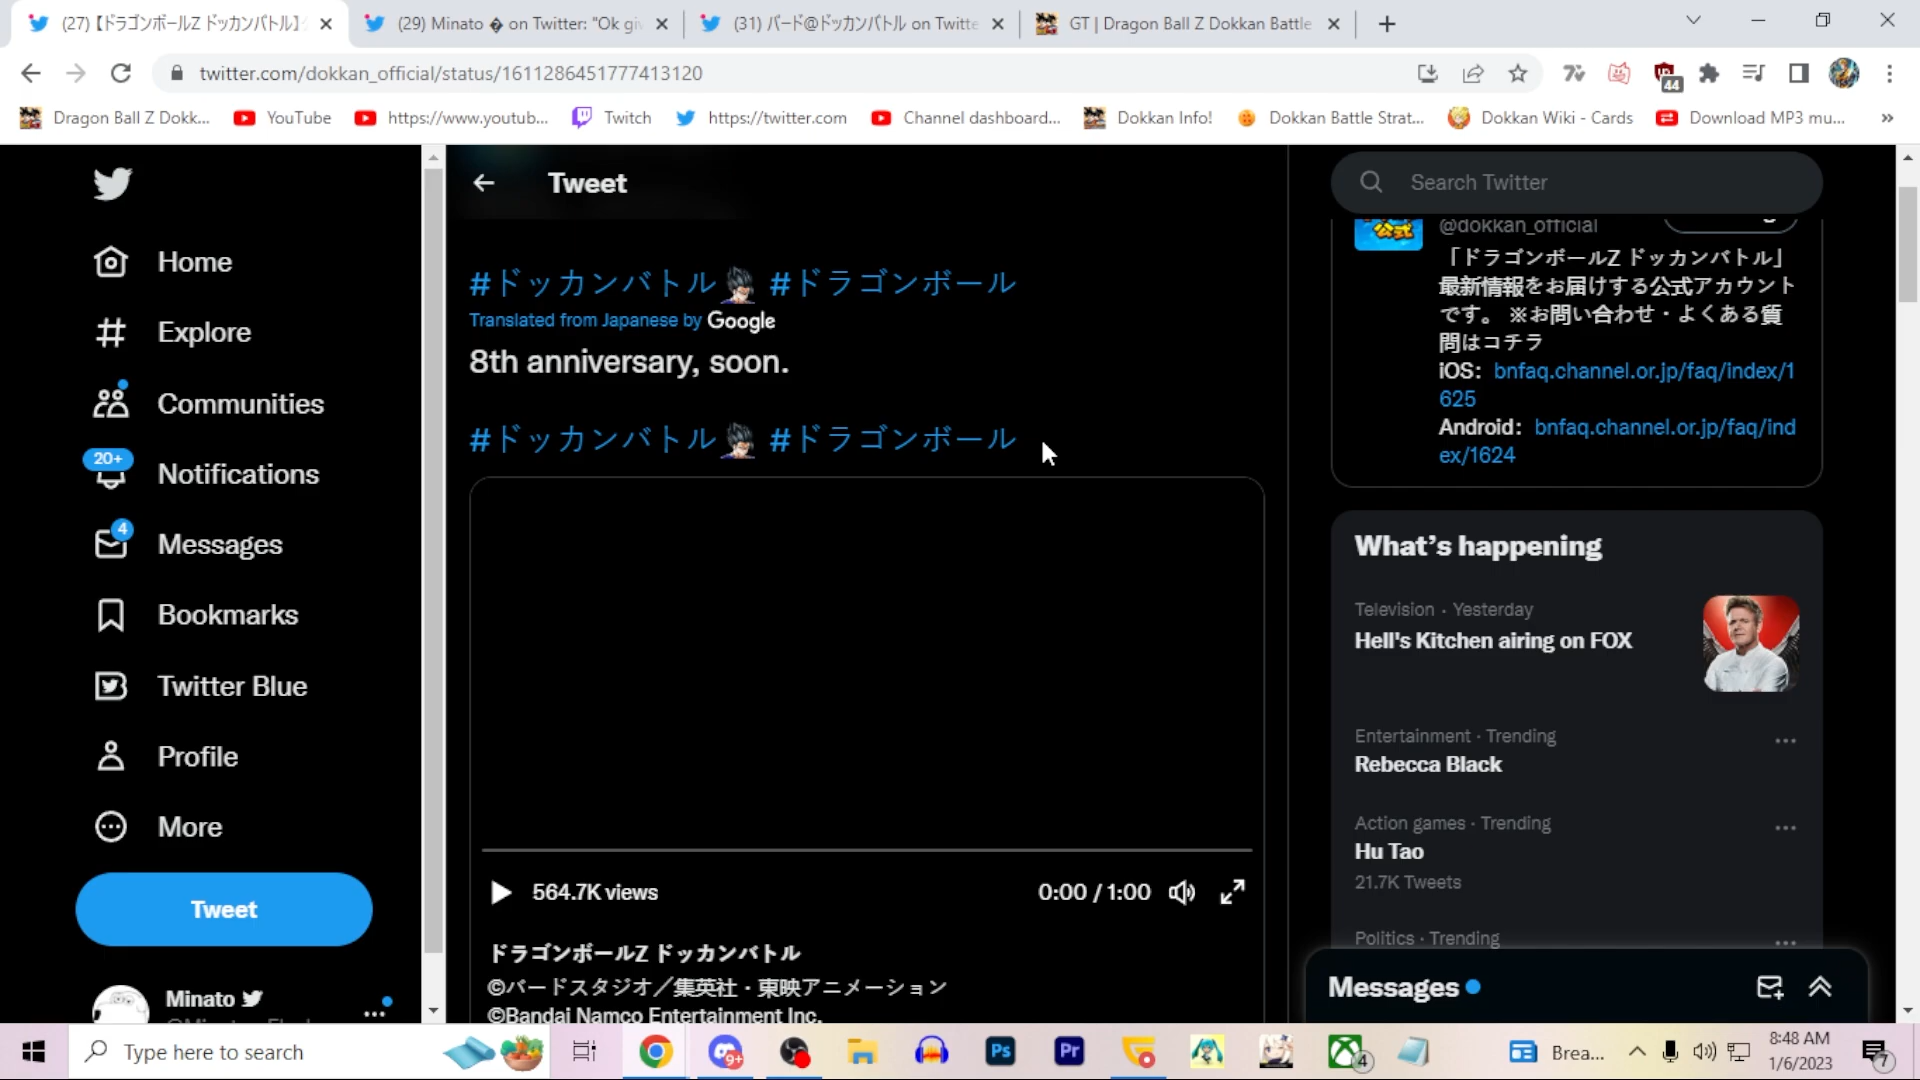 (27)【ドラゴンボールZ ドッカンバトル】
(29) Minato � on Twitter: "Ok gi
(31) バード@ドッカンバトル on Twitte
GT | Dragon Ball Z Dokkan Battle
twitter.com/dokkan_official/status/1611286451777413120
44
Dragon Ball Z Dokk...
YouTube
https://www.youtub...
Twitch
https://twitter.com
Channel dashboard...
Dokkan Info!
Dokkan Battle Strat...
Dokkan Wiki - Cards
Download MP3 mu...
»
Home
Explore
Communities
20+
Notifications
4
Messages
Bookmarks
Twitter Blue
Profile
More
Tweet
Minato
Tweet
#ドッカンバトル #ドラゴンボール
Translated from Japanese by Google
8th anniversary, soon.
#ドッカンバトル #ドラゴンボール
564.7K views
0:00 / 1:00
ドラゴンボールZ ドッカンバトル
©バードスタジオ／集英社・東映アニメーション
©Bandai Namco Entertainment Inc.
Search Twitter
公式
@dokkan_official
「ドラゴンボールZ ドッカンバトル」
最新情報をお届けする公式アカウント
です。 ※お問い合わせ・よくある質
問はコチラ
iOS: bnfaq.channel.or.jp/faq/index/1
625
Android: bnfaq.channel.or.jp/faq/ind
ex/1624
What's happening
Television · Yesterday
Hell's Kitchen airing on FOX
Entertainment · Trending
Rebecca Black
Action games · Trending
Hu Tao
21.7K Tweets
Politics · Trending
Messages
Type here to search
9+
Ps
Pr
4
Brea...
8:48 AM
1/6/2023
7